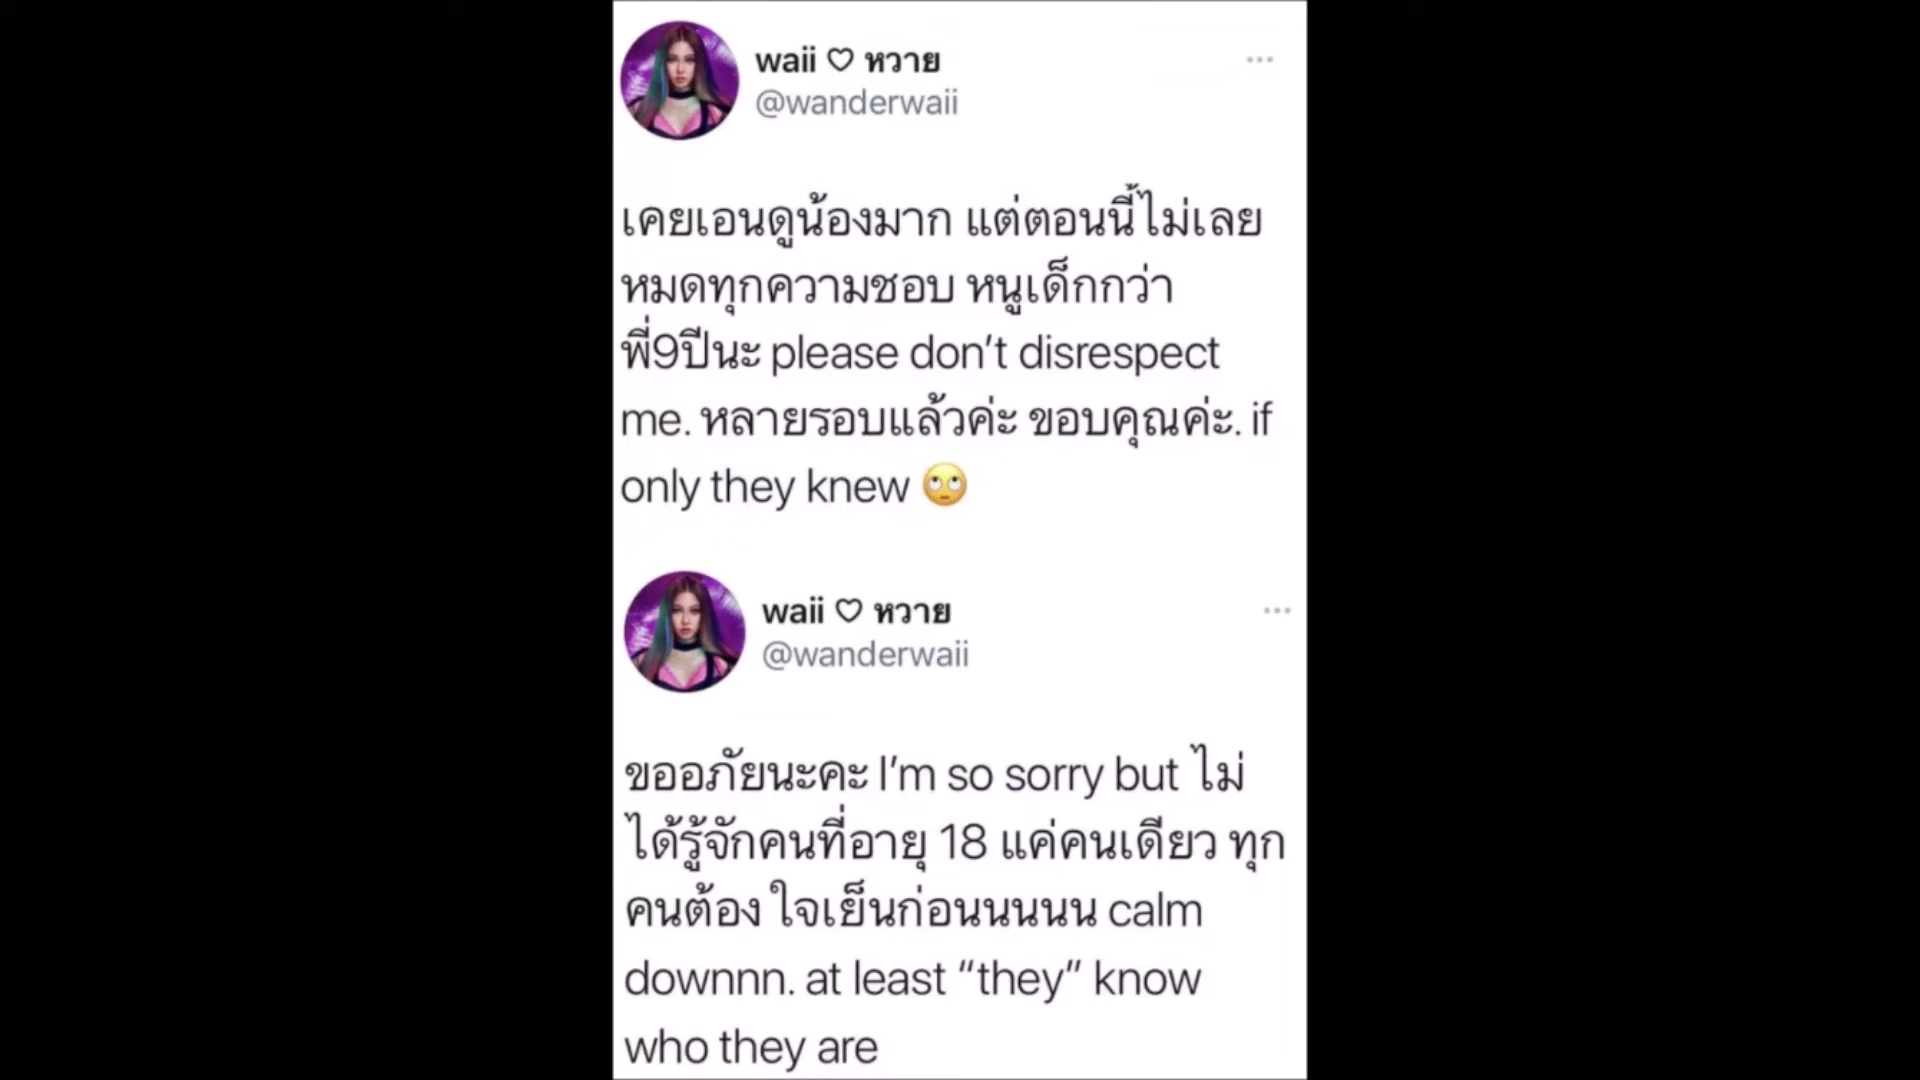 waii ♡ หวาย
@wanderwaii
เคยเอนดูน้องมาก แต่ตอนนี้ไม่เลย
หมดทุกความชอบ หนูเด็กกว่า
พี่9ปีนะ please don't disrespect
me. หลายรอบแล้วค่ะ ขอบคุณค่ะ. if
only they knew 🙄
waii ♡ หวาย
@wanderwaii
ขออภัยนะคะ I'm so sorry but ไม่
ได้รู้จักคนที่อายุ 18 แค่คนเดียว ทุก
คนต้อง ใจเย็นก่อนนนนน calm
downnn. at least “they” know
who they are